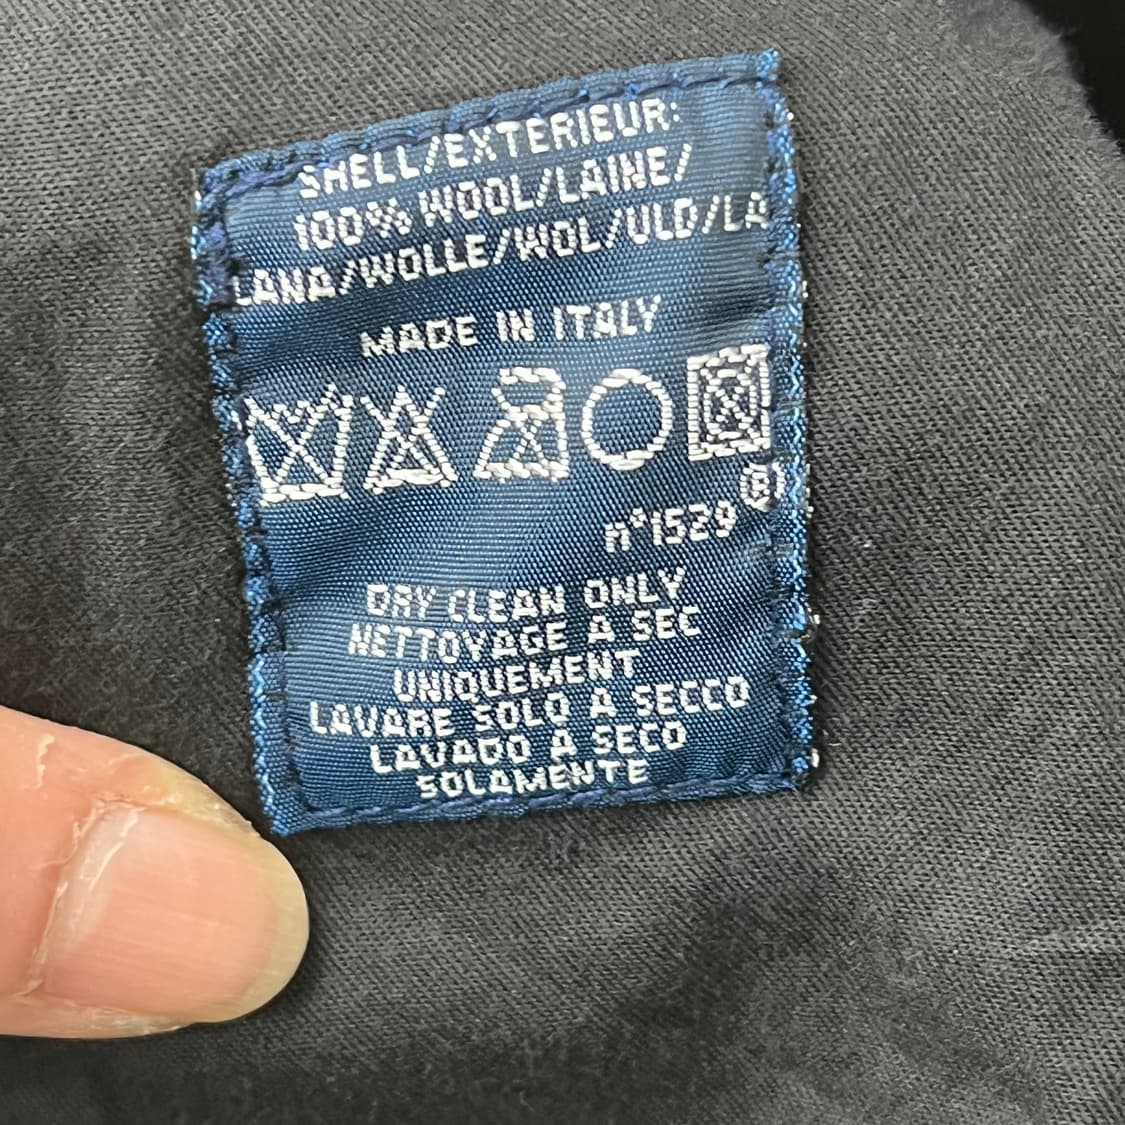 SHELL/EXTERIEUR:
100% WOOL/LAINE/
LANA/WOLLE/WOL/ULD/LA
MADE IN ITALY
®
n°1529
DRY CLEAN ONLY
NETTOYAGE A SEC
UNIQUEMENT
LAVARE SOLO A SECCO
LAVADO A SECO
SOLAMENTE